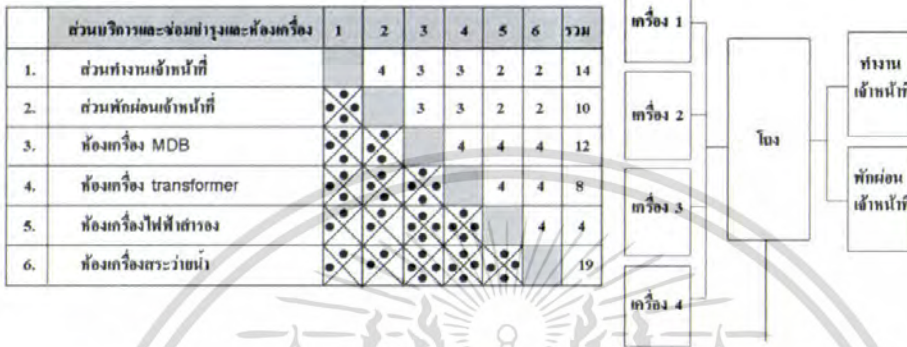 ส่วนบริการและซ่อมบำรุงและห้องเครื่อง 1 2 3 4 5 6 รวม
1. ส่วนทำงานเจ้าหน้าที่ 4 3 3 2 2 14
2. ส่วนพักผ่อนเจ้าหน้าที่ 3 3 2 2 10
3. ห้องเครื่อง MDB 4 4 4 12
4. ห้องเครื่อง transformer 4 4 8
5. ห้องเครื่องไฟฟ้าสำรอง 4 4
6. ห้องเครื่องสระว่ายน้ำ 19
เครื่อง 1
เครื่อง 2
เครื่อง 3
เครื่อง 4
โถง
ทำงาน
เจ้าหน้าที่
พักผ่อน
เจ้าหน้าที่